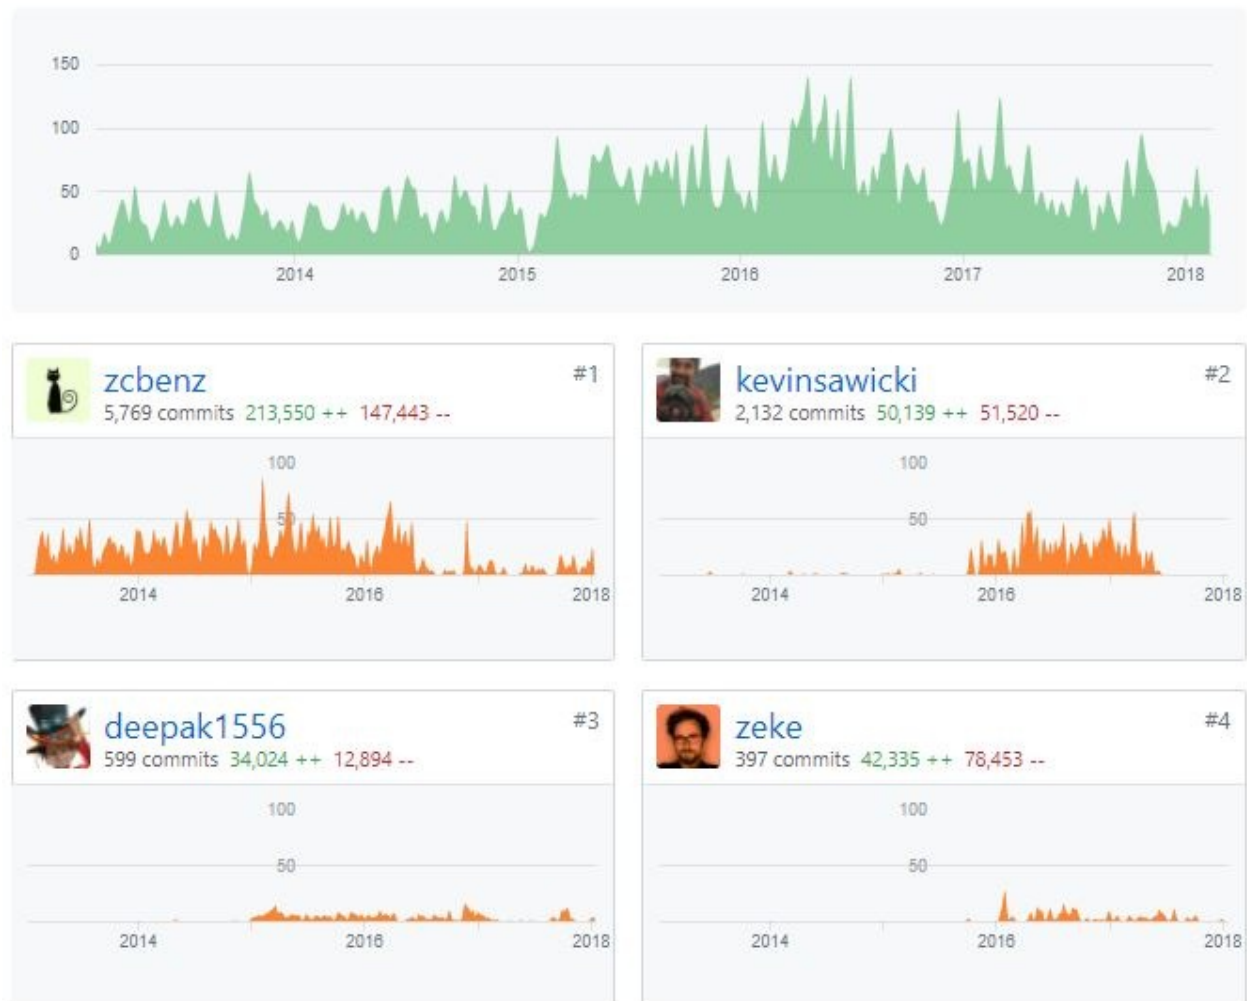 150
100
50
0
2014 2015 2016 2017 2018
zcbenz #1
5,769 commits 213,550 ++ 147,443 --
100
50
2014 2016 2018
kevinsawicki #2
2,132 commits 50,139 ++ 51,520 --
100
50
2014 2016 2018
deepak1556 #3
599 commits 34,024 ++ 12,894 --
100
50
2014 2016 2018
zeke #4
397 commits 42,335 ++ 78,453 --
100
50
2014 2016 2018